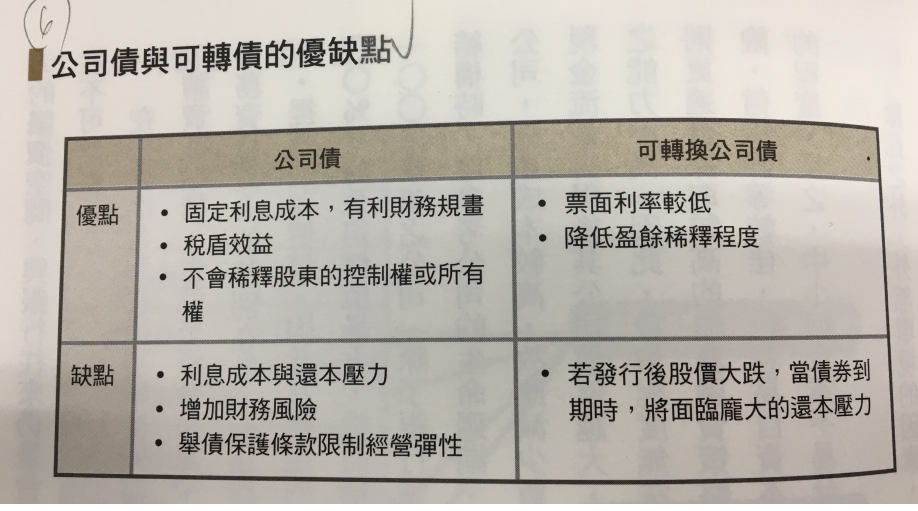 6
公司債與可轉債的優缺點
公司債
可轉換公司債
優點
• 固定利息成本，有利財務規畫
• 稅盾效益
• 不會稀釋股東的控制權或所有
權
• 票面利率較低
• 降低盈餘稀釋程度
缺點
• 利息成本與還本壓力
• 增加財務風險
• 舉債保護條款限制經營彈性
• 若發行後股價大跌，當債券到
期時，將面臨龐大的還本壓力